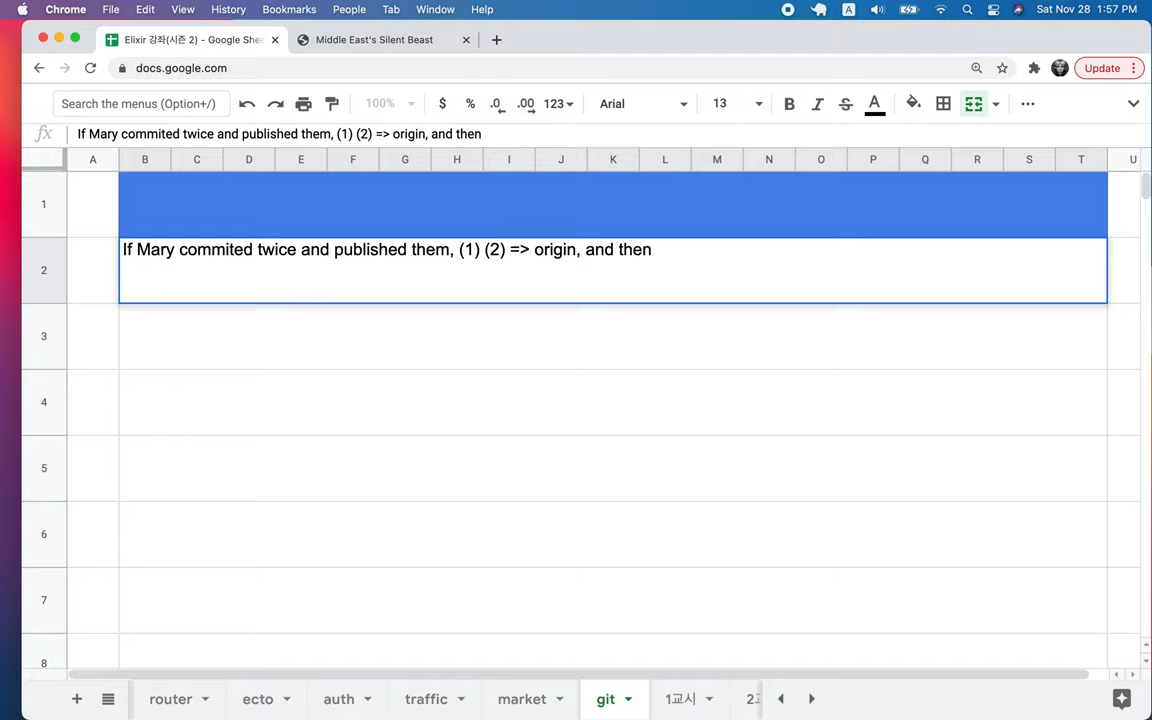 Chrome File Edit View History Bookmarks People Tab Window Help A Sat Nov 28 1:57 PM
Elixir 강좌(시즌 2) - Google Shee Middle East's Silent Beast
docs.google.com Update
Search the menus (Option+/) 100% $ % .0 .00 123 Arial 13 B I S A
fx If Mary commited twice and published them, (1) (2) => origin, and then
A B C D E F G H I J K L M N O P Q R S T U
1
2 If Mary commited twice and published them, (1) (2) => origin, and then
3
4
5
6
7
8
router ecto auth traffic market git 1교시